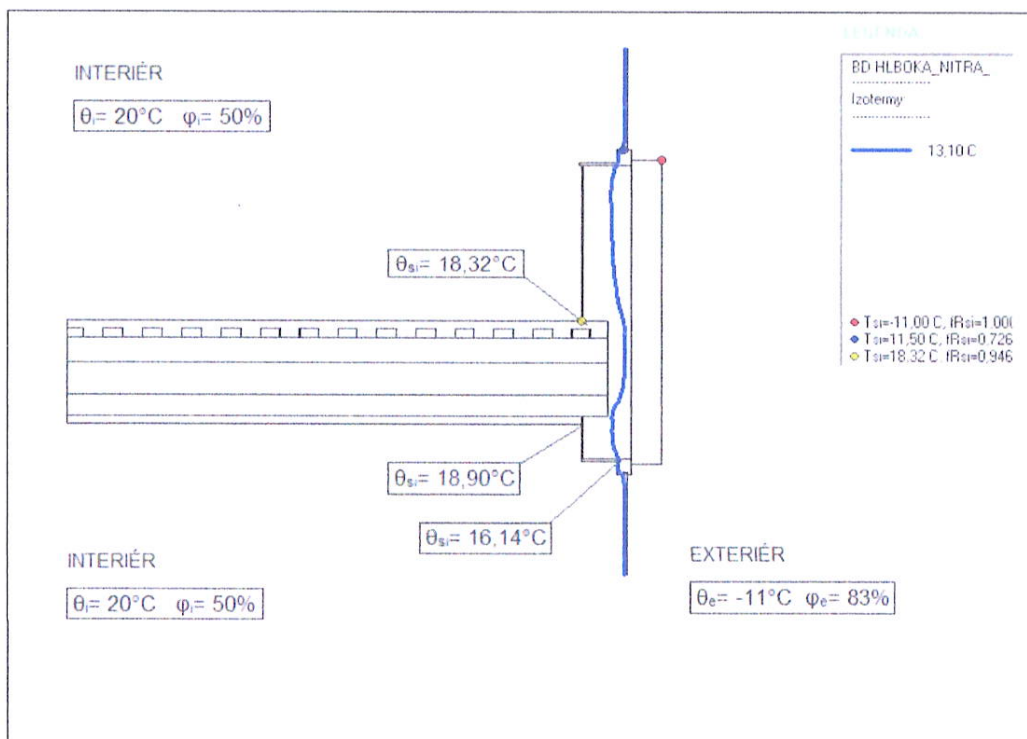 LEGENDA:
INTERIÉR
θi= 20°C φi= 50%
BD HLBOKA_NITRA_
Izotermy:
13,10 C
θsi= 18,32°C
Tsi=-11,00 C, fRsi=1.00(
Tsi=11,50 C, fRsi=0,726
Tsi=18,32 C, fRsi=0,946
θsi= 18,90°C
θsi= 16,14°C
INTERIÉR
θi= 20°C φi= 50%
EXTERIÉR
θe= -11°C φe= 83%